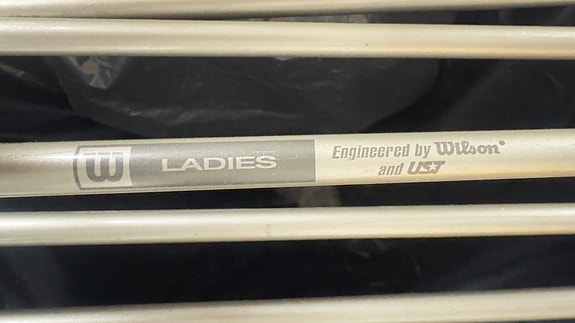 W LADIES
Engineered by Wilson
and UST